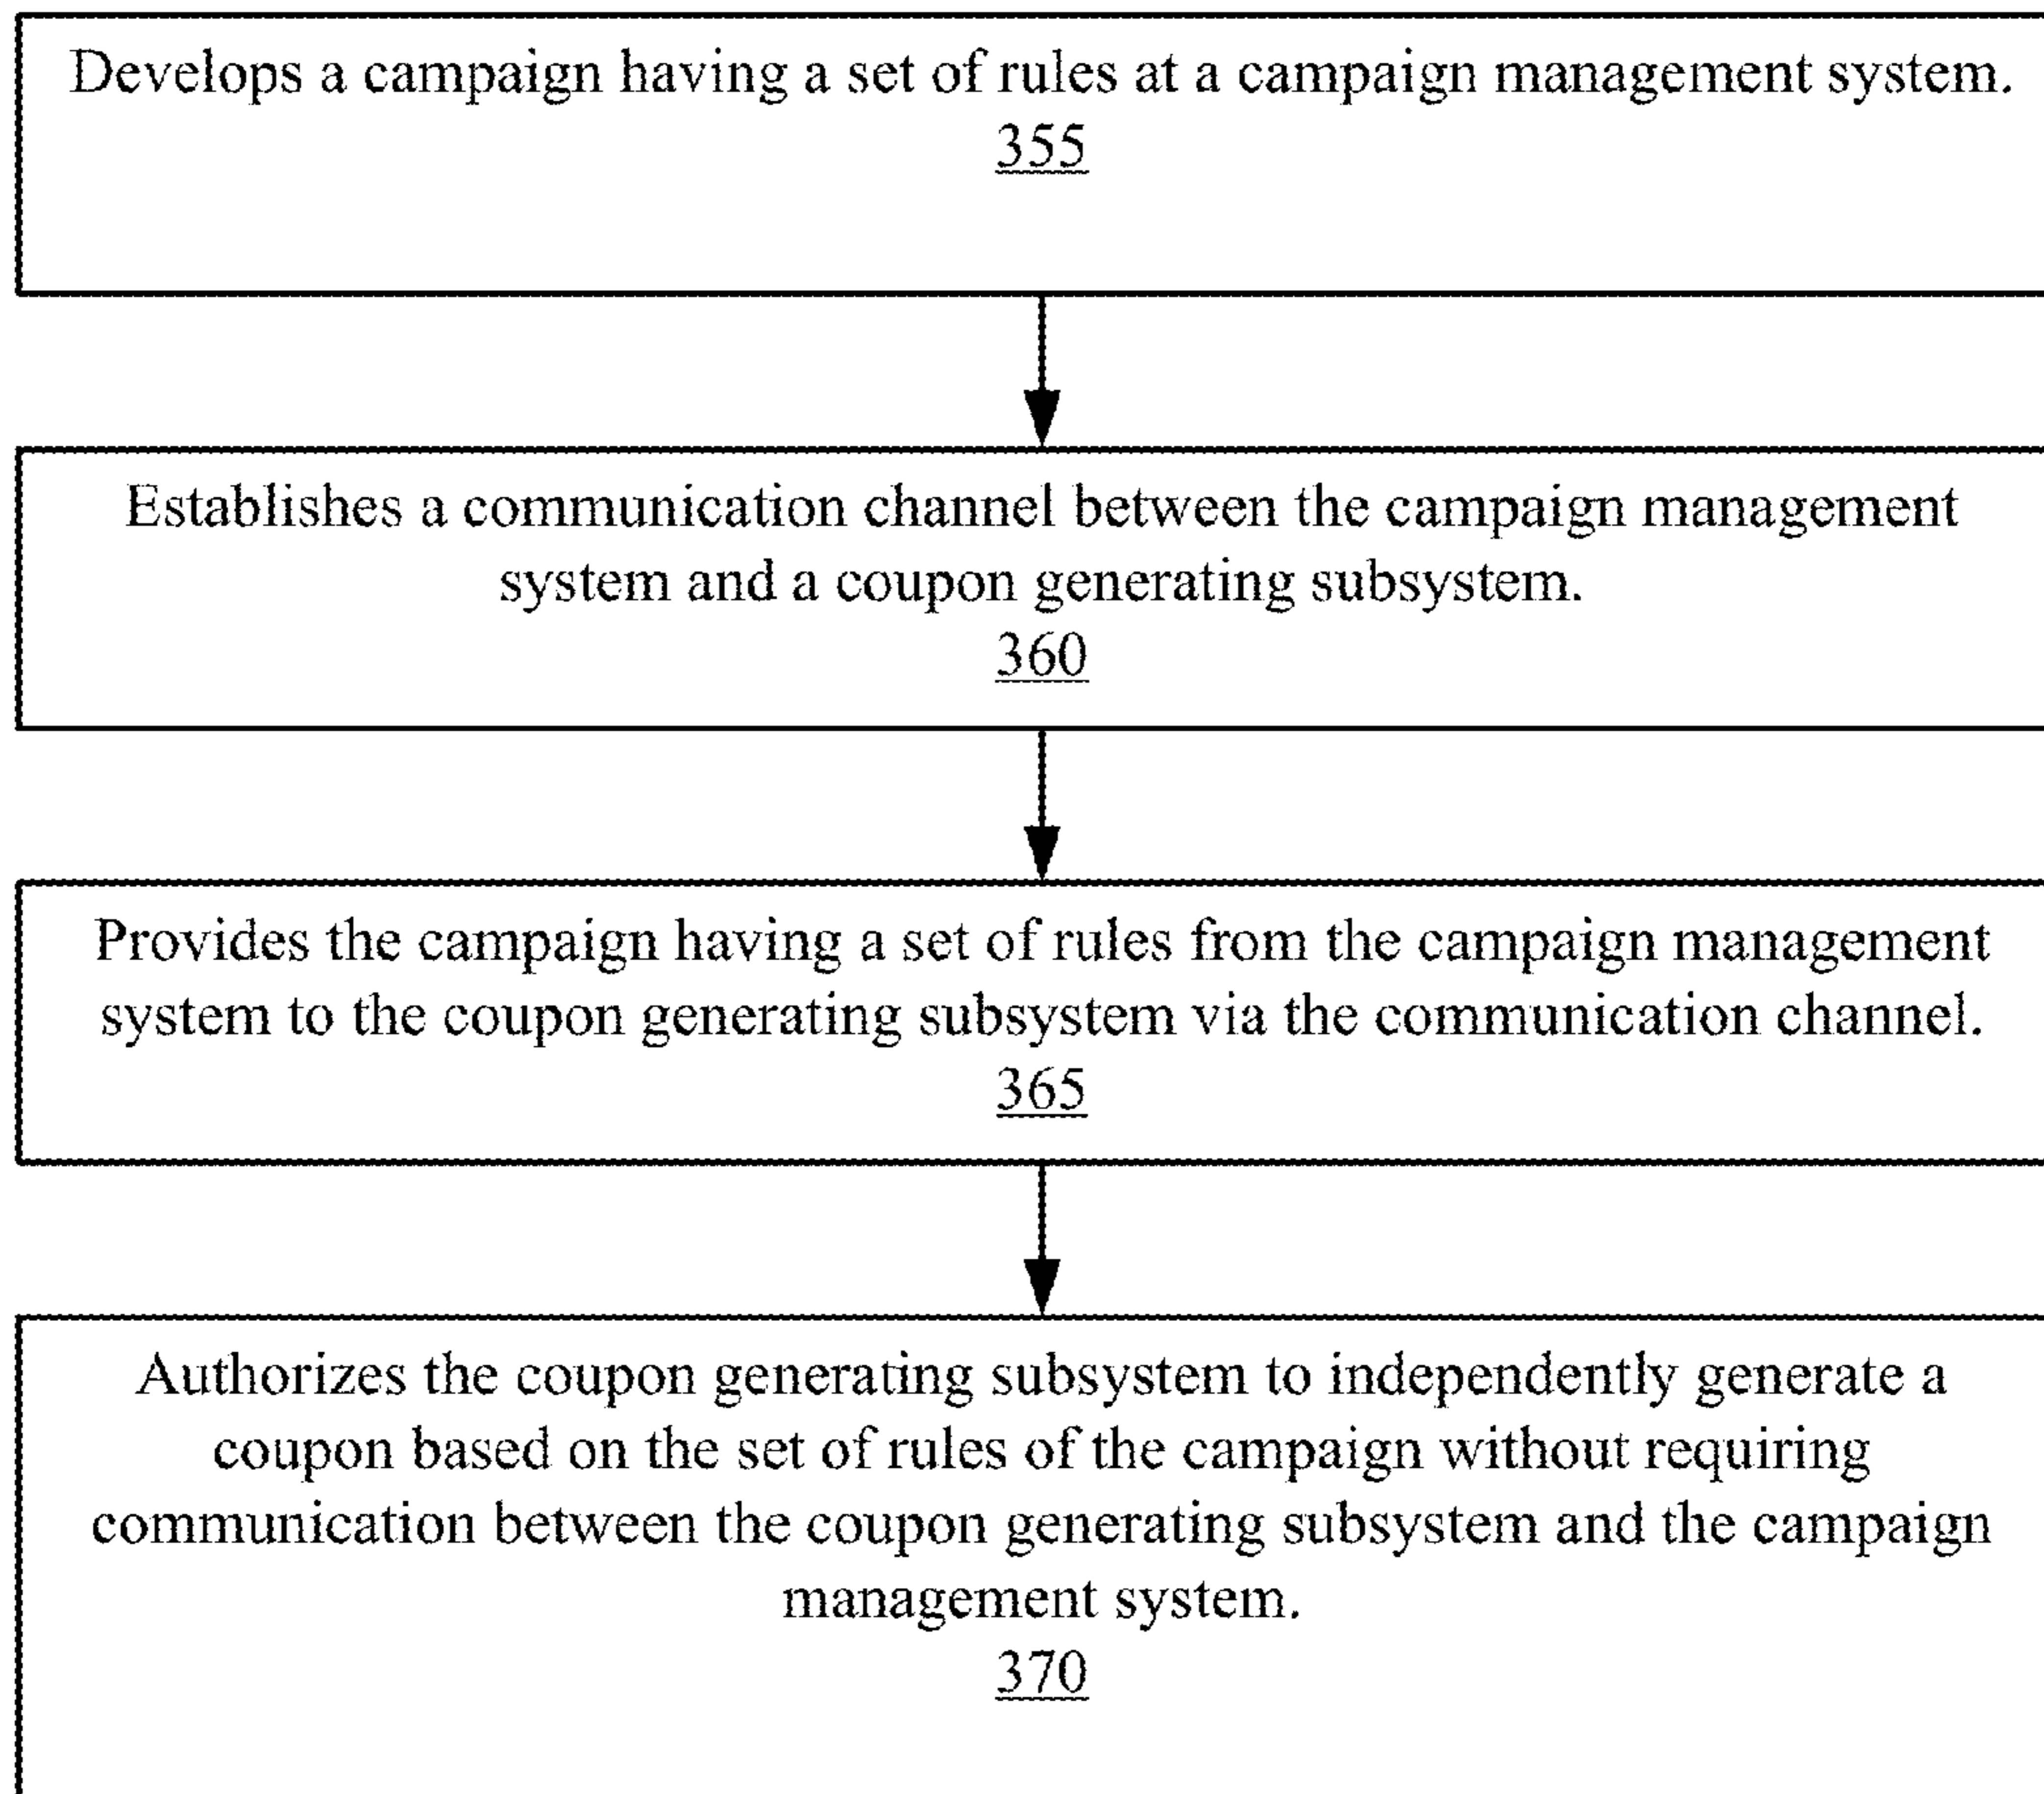 Develops a campaign having a set of rules at a campaign management system.
355
Establishes a communication channel between the campaign management
system and a coupon generating subsystem.
360
Provides the campaign having a set of rules from the campaign management
system to the coupon generating subsystem via the communication channel.
365
Authorizes the coupon generating subsystem to independently generate a
coupon based on the set of rules of the campaign without requiring
communication between the coupon generating subsystem and the campaign
management system.
370